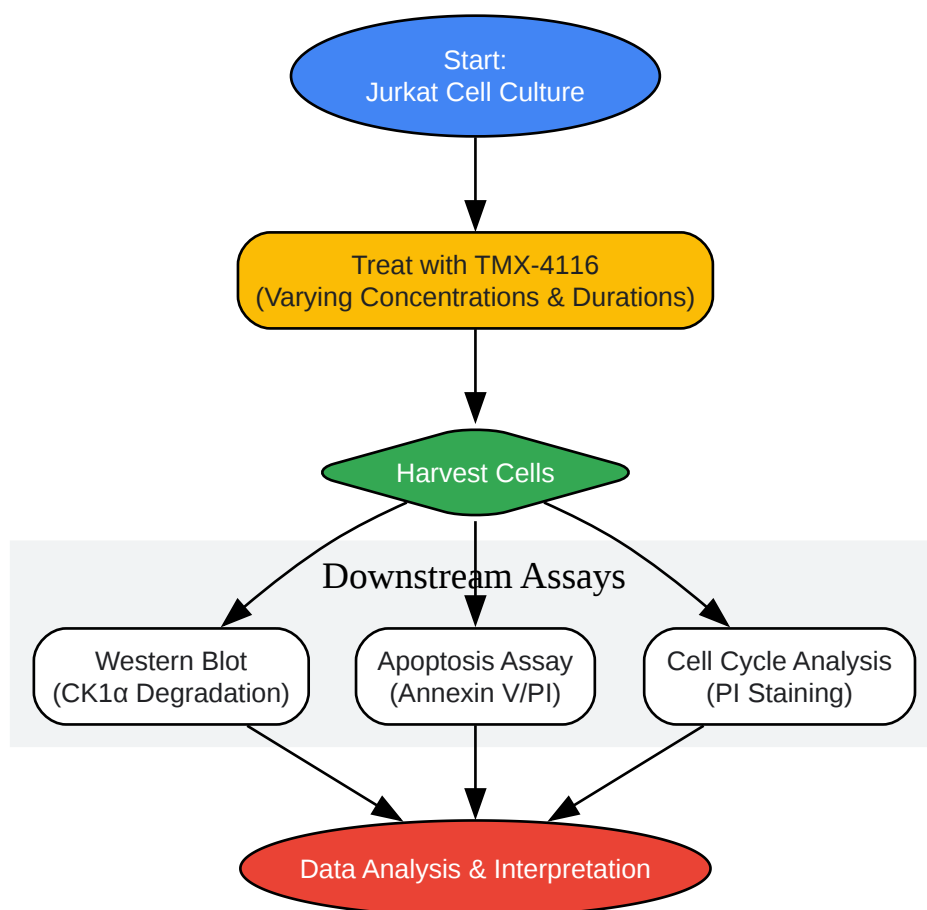 Start:
Jurkat Cell Culture
Treat with TMX-4116
(Varying Concentrations & Durations)
Harvest Cells
Downstream Assays
Western Blot
(CK1α Degradation)
Apoptosis Assay
(Annexin V/PI)
Cell Cycle Analysis
(PI Staining)
Data Analysis & Interpretation